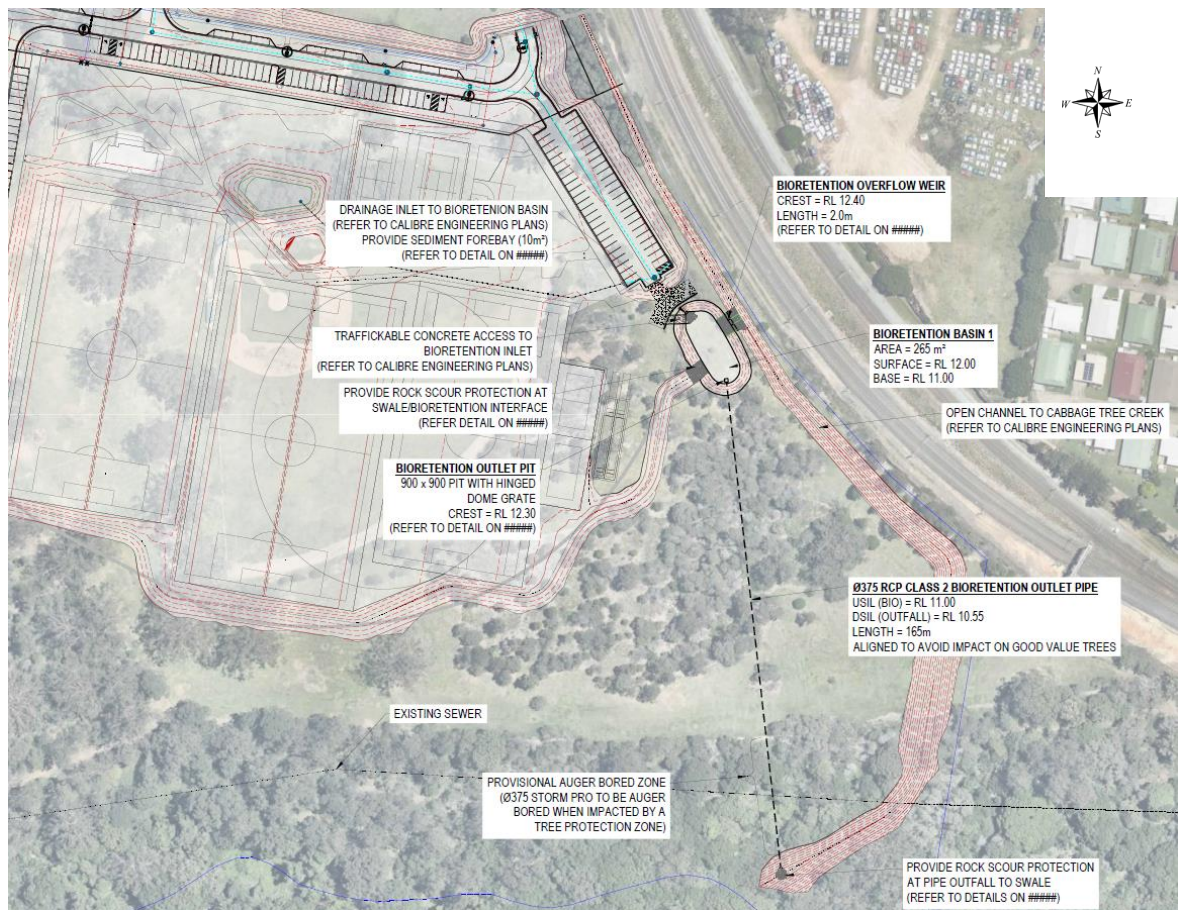 N
W E
S
BIORETENTION OVERFLOW WEIR
CREST = RL 12.40
LENGTH = 2.0m
(REFER TO DETAIL ON #####)
DRAINAGE INLET TO BIORETENION BASIN
(REFER TO CALIBRE ENGINEERING PLANS)
PROVIDE SEDIMENT FOREBAY (10m²)
(REFER TO DETAIL ON #####)
TRAFFICKABLE CONCRETE ACCESS TO
BIORETENTION INLET
(REFER TO CALIBRE ENGINEERING PLANS)
BIORETENTION BASIN 1
AREA = 265 m²
SURFACE = RL 12.00
BASE = RL 11.00
PROVIDE ROCK SCOUR PROTECTION AT
SWALE/BIORETENTION INTERFACE
(REFER DETAIL ON #####)
OPEN CHANNEL TO CABBAGE TREE CREEK
(REFER TO CALIBRE ENGINEERING PLANS)
BIORETENTION OUTLET PIT
900 x 900 PIT WITH HINGED
DOME GRATE
CREST = RL 12.30
(REFER TO DETAIL ON #####)
Ø375 RCP CLASS 2 BIORETENTION OUTLET PIPE
USIL (BIO) = RL 11.00
DSIL (OUTFALL) = RL 10.55
LENGTH = 165m
ALIGNED TO AVOID IMPACT ON GOOD VALUE TREES
EXISTING SEWER
PROVISIONAL AUGER BORED ZONE
(Ø375 STORM PRO TO BE AUGER
BORED WHEN IMPACTED BY A
TREE PROTECTION ZONE)
PROVIDE ROCK SCOUR PROTECTION
AT PIPE OUTFALL TO SWALE
(REFER TO DETAILS ON #####)